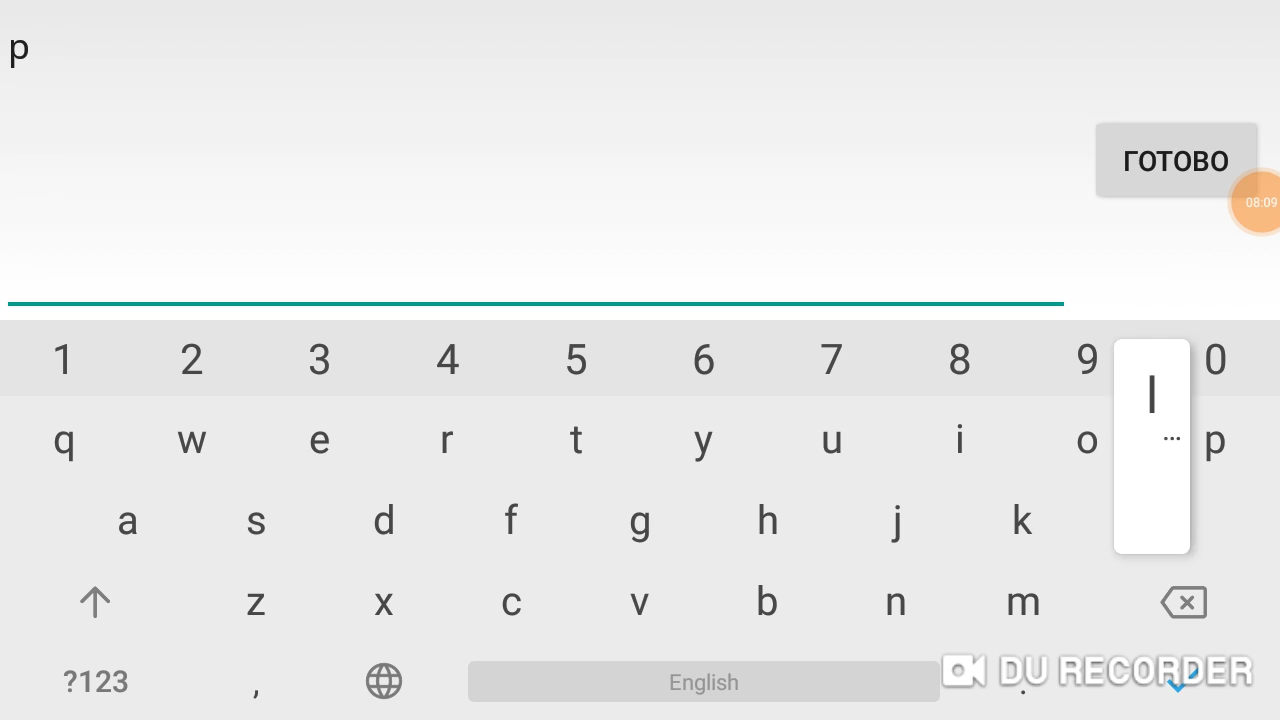 p
ГОТОВО
08:09
1 2 3 4 5 6 7 8 9 0
l
...
q w e r t y u i o p
a s d f g h j k
z x c v b n m
?123 , English .
DU RECORDER